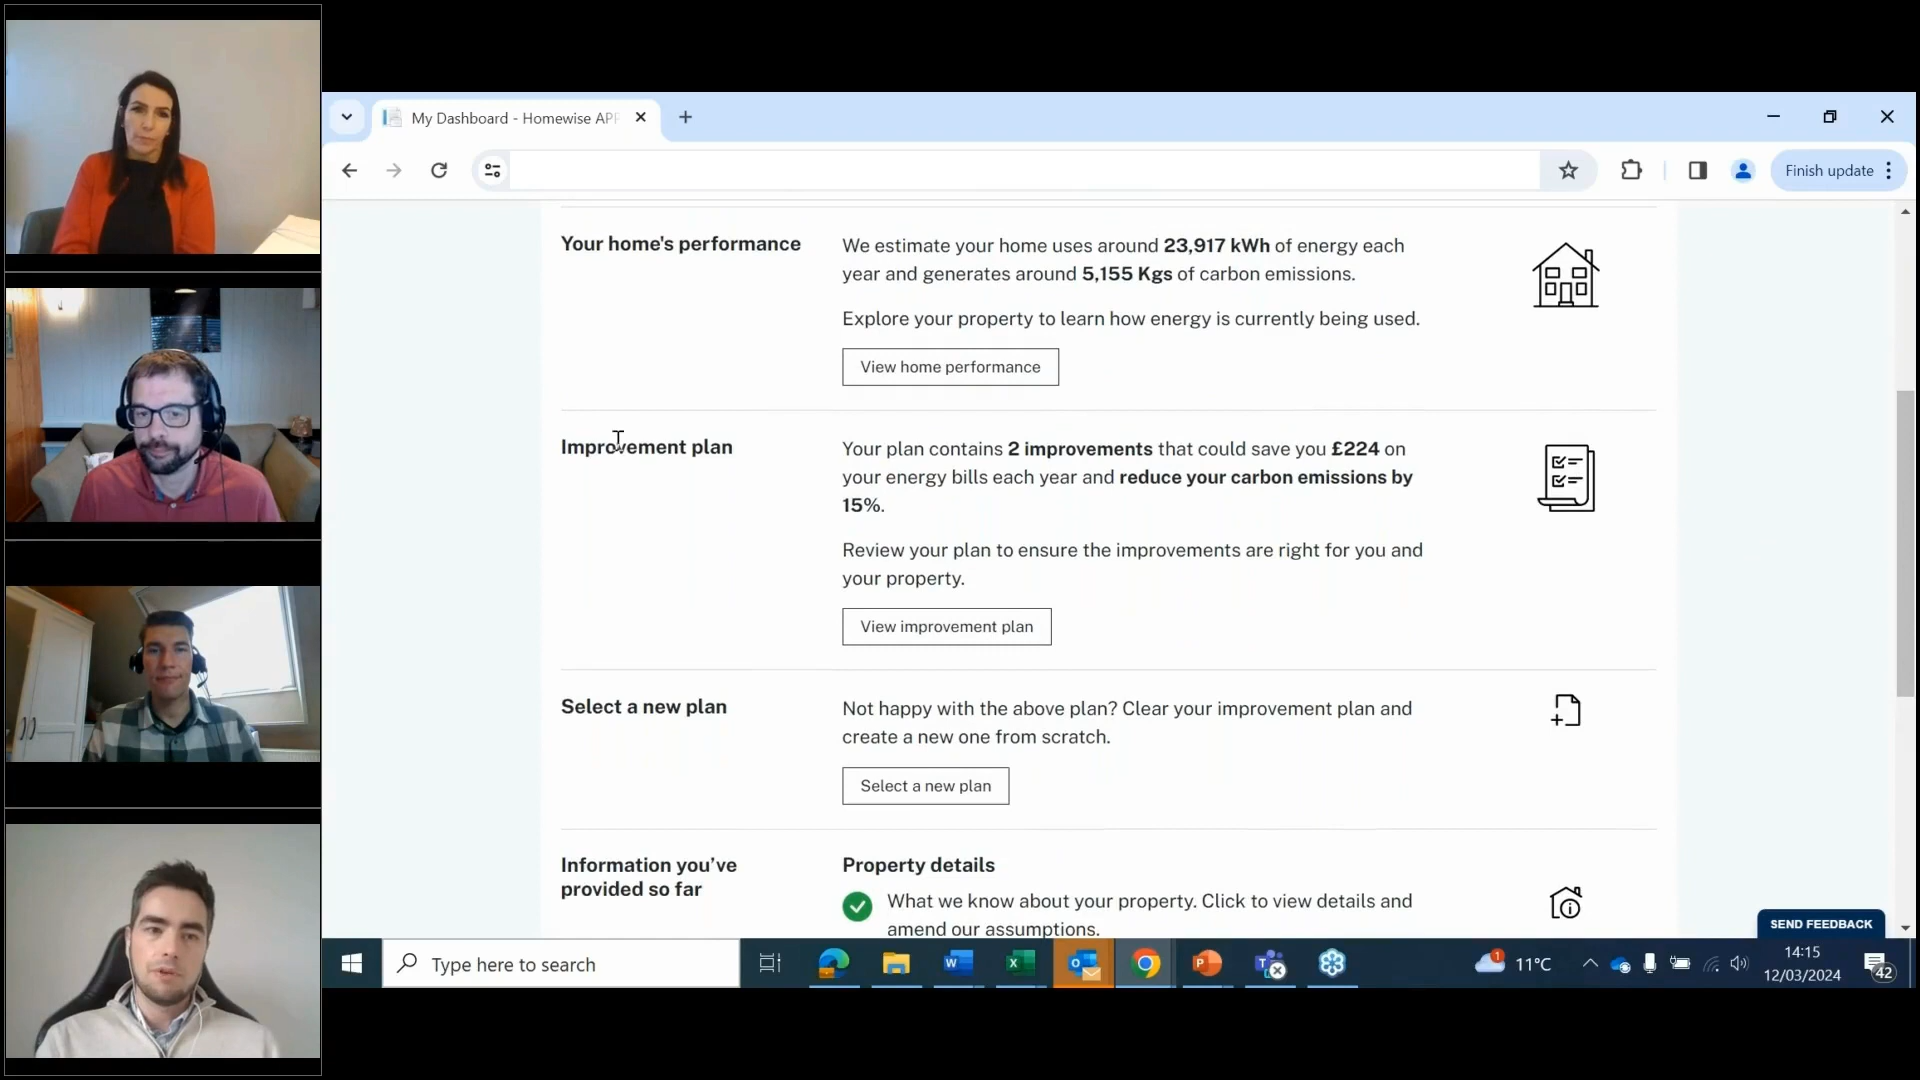 My Dashboard - Homewise APP
Finish update
Your home's performance
We estimate your home uses around 23,917 kWh of energy each
year and generates around 5,155 Kgs of carbon emissions.
Explore your property to learn how energy is currently being used.
View home performance
Improvement plan
Your plan contains 2 improvements that could save you £224 on
your energy bills each year and reduce your carbon emissions by
15%.
Review your plan to ensure the improvements are right for you and
your property.
View improvement plan
Select a new plan
Not happy with the above plan? Clear your improvement plan and
create a new one from scratch.
Select a new plan
Information you’ve
provided so far
Property details
What we know about your property. Click to view details and
amend our assumptions.
SEND FEEDBACK
Type here to search
1
11°C
14:15
12/03/2024
42